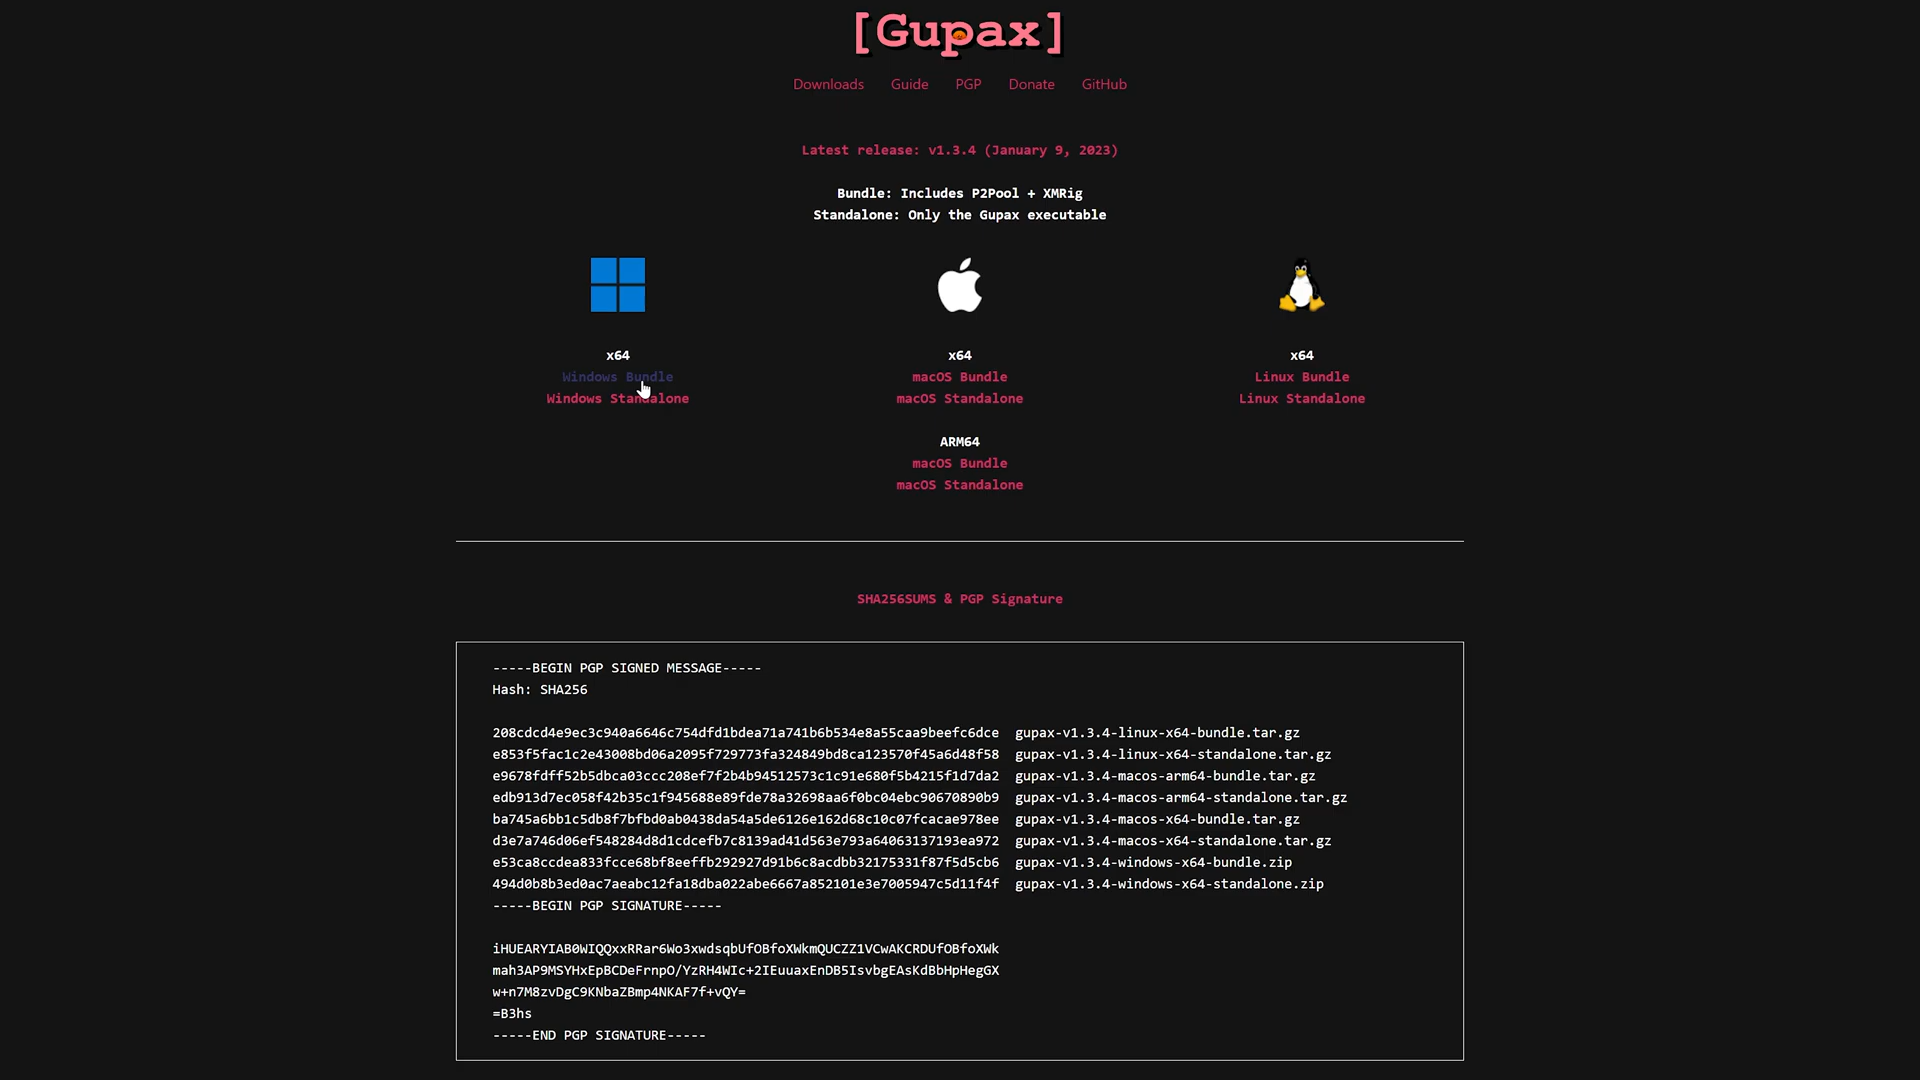 [Gupax]
Downloads Guide PGP Donate GitHub
Latest release: v1.3.4 (January 9, 2023)
Bundle: Includes P2Pool + XMRig
Standalone: Only the Gupax executable
x64
Windows Bundle
Windows Standalone
x64
macOS Bundle
macOS Standalone
ARM64
macOS Bundle
macOS Standalone
x64
Linux Bundle
Linux Standalone
SHA256SUMS & PGP Signature
-----BEGIN PGP SIGNED MESSAGE-----
Hash: SHA256
208cdcd4e9ec3c940a6646c754dfd1bdea71a741b6b534e8a55caa9beefc6dce gupax-v1.3.4-linux-x64-bundle.tar.gz
e853f5fac1c2e43008bd06a2095f729773fa324849bd8ca123570f45a6d48f58 gupax-v1.3.4-linux-x64-standalone.tar.gz
e9678fdff52b5dbca03ccc208ef7f2b4b94512573c1c91e680f5b4215f1d7da2 gupax-v1.3.4-macos-arm64-bundle.tar.gz
edb913d7ec058f42b35c1f945688e89fde78a32698aa6f0bc04ebc90670890b9 gupax-v1.3.4-macos-arm64-standalone.tar.gz
ba745a6bb1c5db8f7bfbd0ab0438da54a5de6126e162d68c10c07fcacae978ee gupax-v1.3.4-macos-x64-bundle.tar.gz
d3e7a746d06ef548284d8d1cdcefb7c8139ad41d563e793a64063137193ea972 gupax-v1.3.4-macos-x64-standalone.tar.gz
e53ca8ccdea833fcce68bf8eeffb292927d91b6c8acdbb32175331f87f5d5cb6 gupax-v1.3.4-windows-x64-bundle.zip
494d0b8b3ed0ac7aeabc12fa18dba022abe6667a852101e3e7005947c5d11f4f gupax-v1.3.4-windows-x64-standalone.zip
-----BEGIN PGP SIGNATURE-----
iHUEARYIAB0WIQQxxRRar6Wo3xwdsqbUfOBfoXWkmQUCZZ1VCwAKCRDUfOBfoXWk
mah3AP9MSYHxEpBCDeFrnpO/YzRH4WIc+2IEuuaxEnDB5IsvbgEAsKdBbHpHegGX
w+n7M8zvDgC9KNbaZBmp4NKAF7f+vQY=
=B3hs
-----END PGP SIGNATURE-----